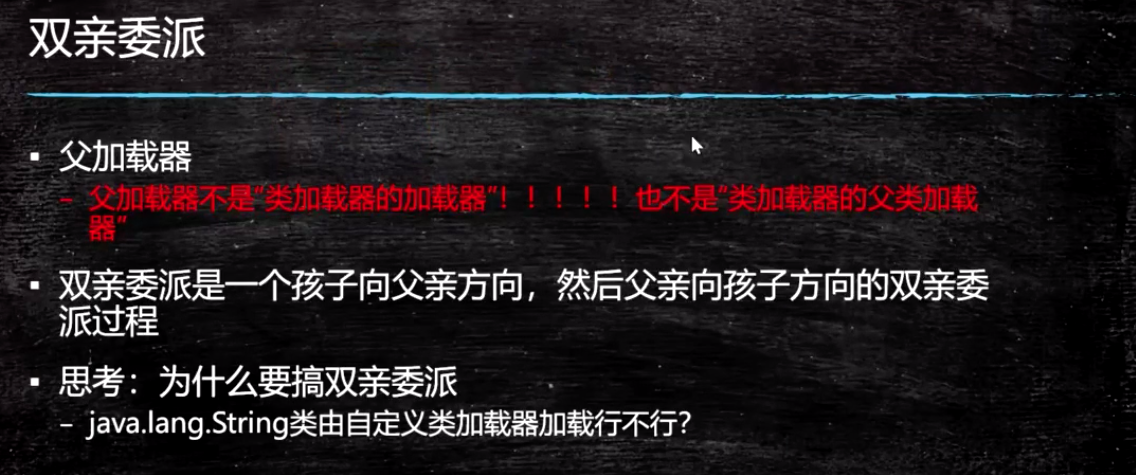 双亲委派
▪ 父加载器
– 父加载器不是“类加载器的加载器”！！！！！也不是“类加载器的父类加载
器”
▪ 双亲委派是一个孩子向父亲方向，然后父亲向孩子方向的双亲委
派过程
▪ 思考：为什么要搞双亲委派
– java.lang.String类由自定义类加载器加载行不行？